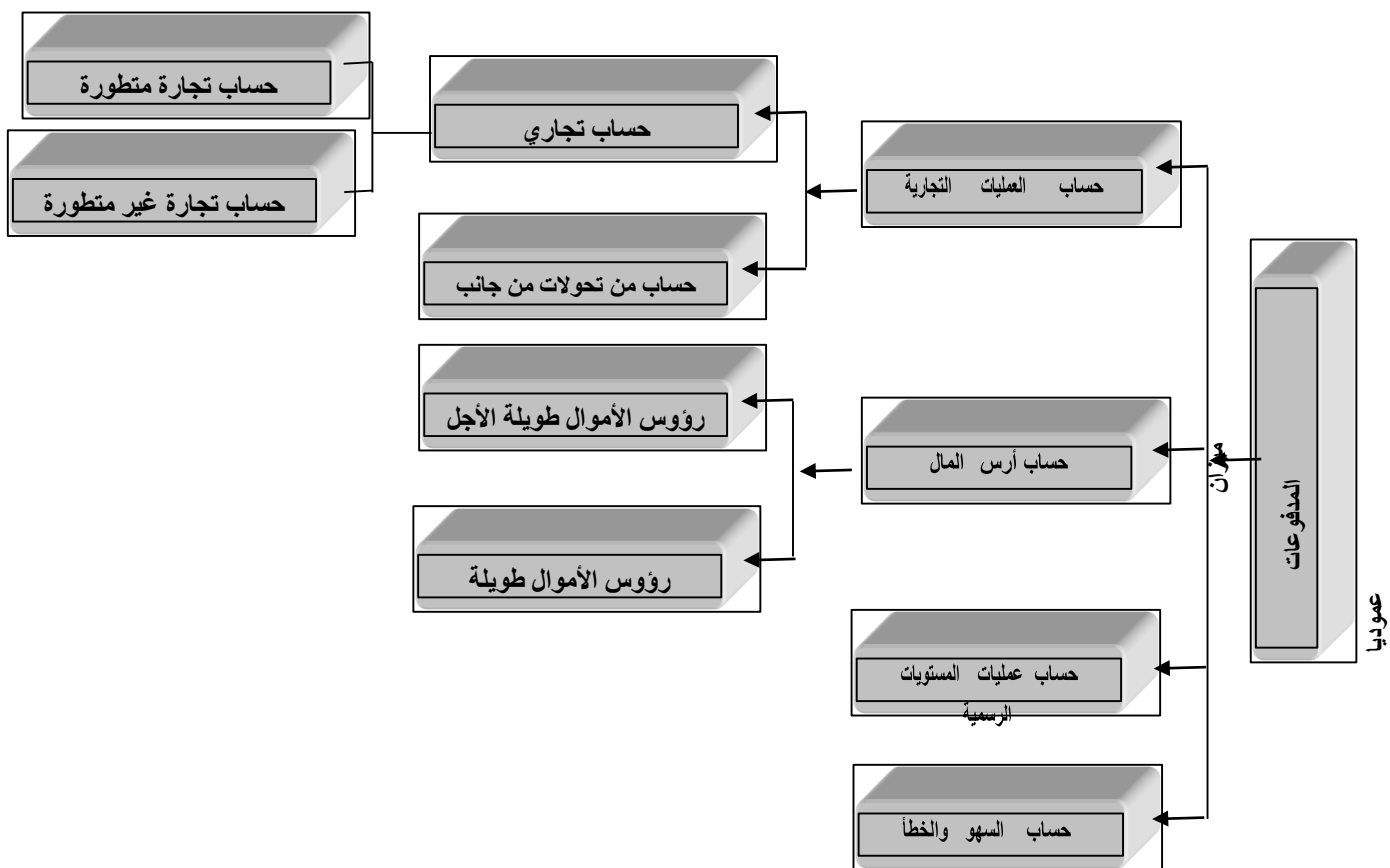 ميزان
المدفوعات
عموديا
حساب العمليات التجارية
حساب تجاري
حساب تجارة متطورة
حساب تجارة غير متطورة
حساب من تحولات من جانب
حساب أرس المال
رؤوس الأموال طويلة الأجل
رؤوس الأموال طويلة
حساب عمليات المستويات
الرسمية
حساب السهو والخطأ